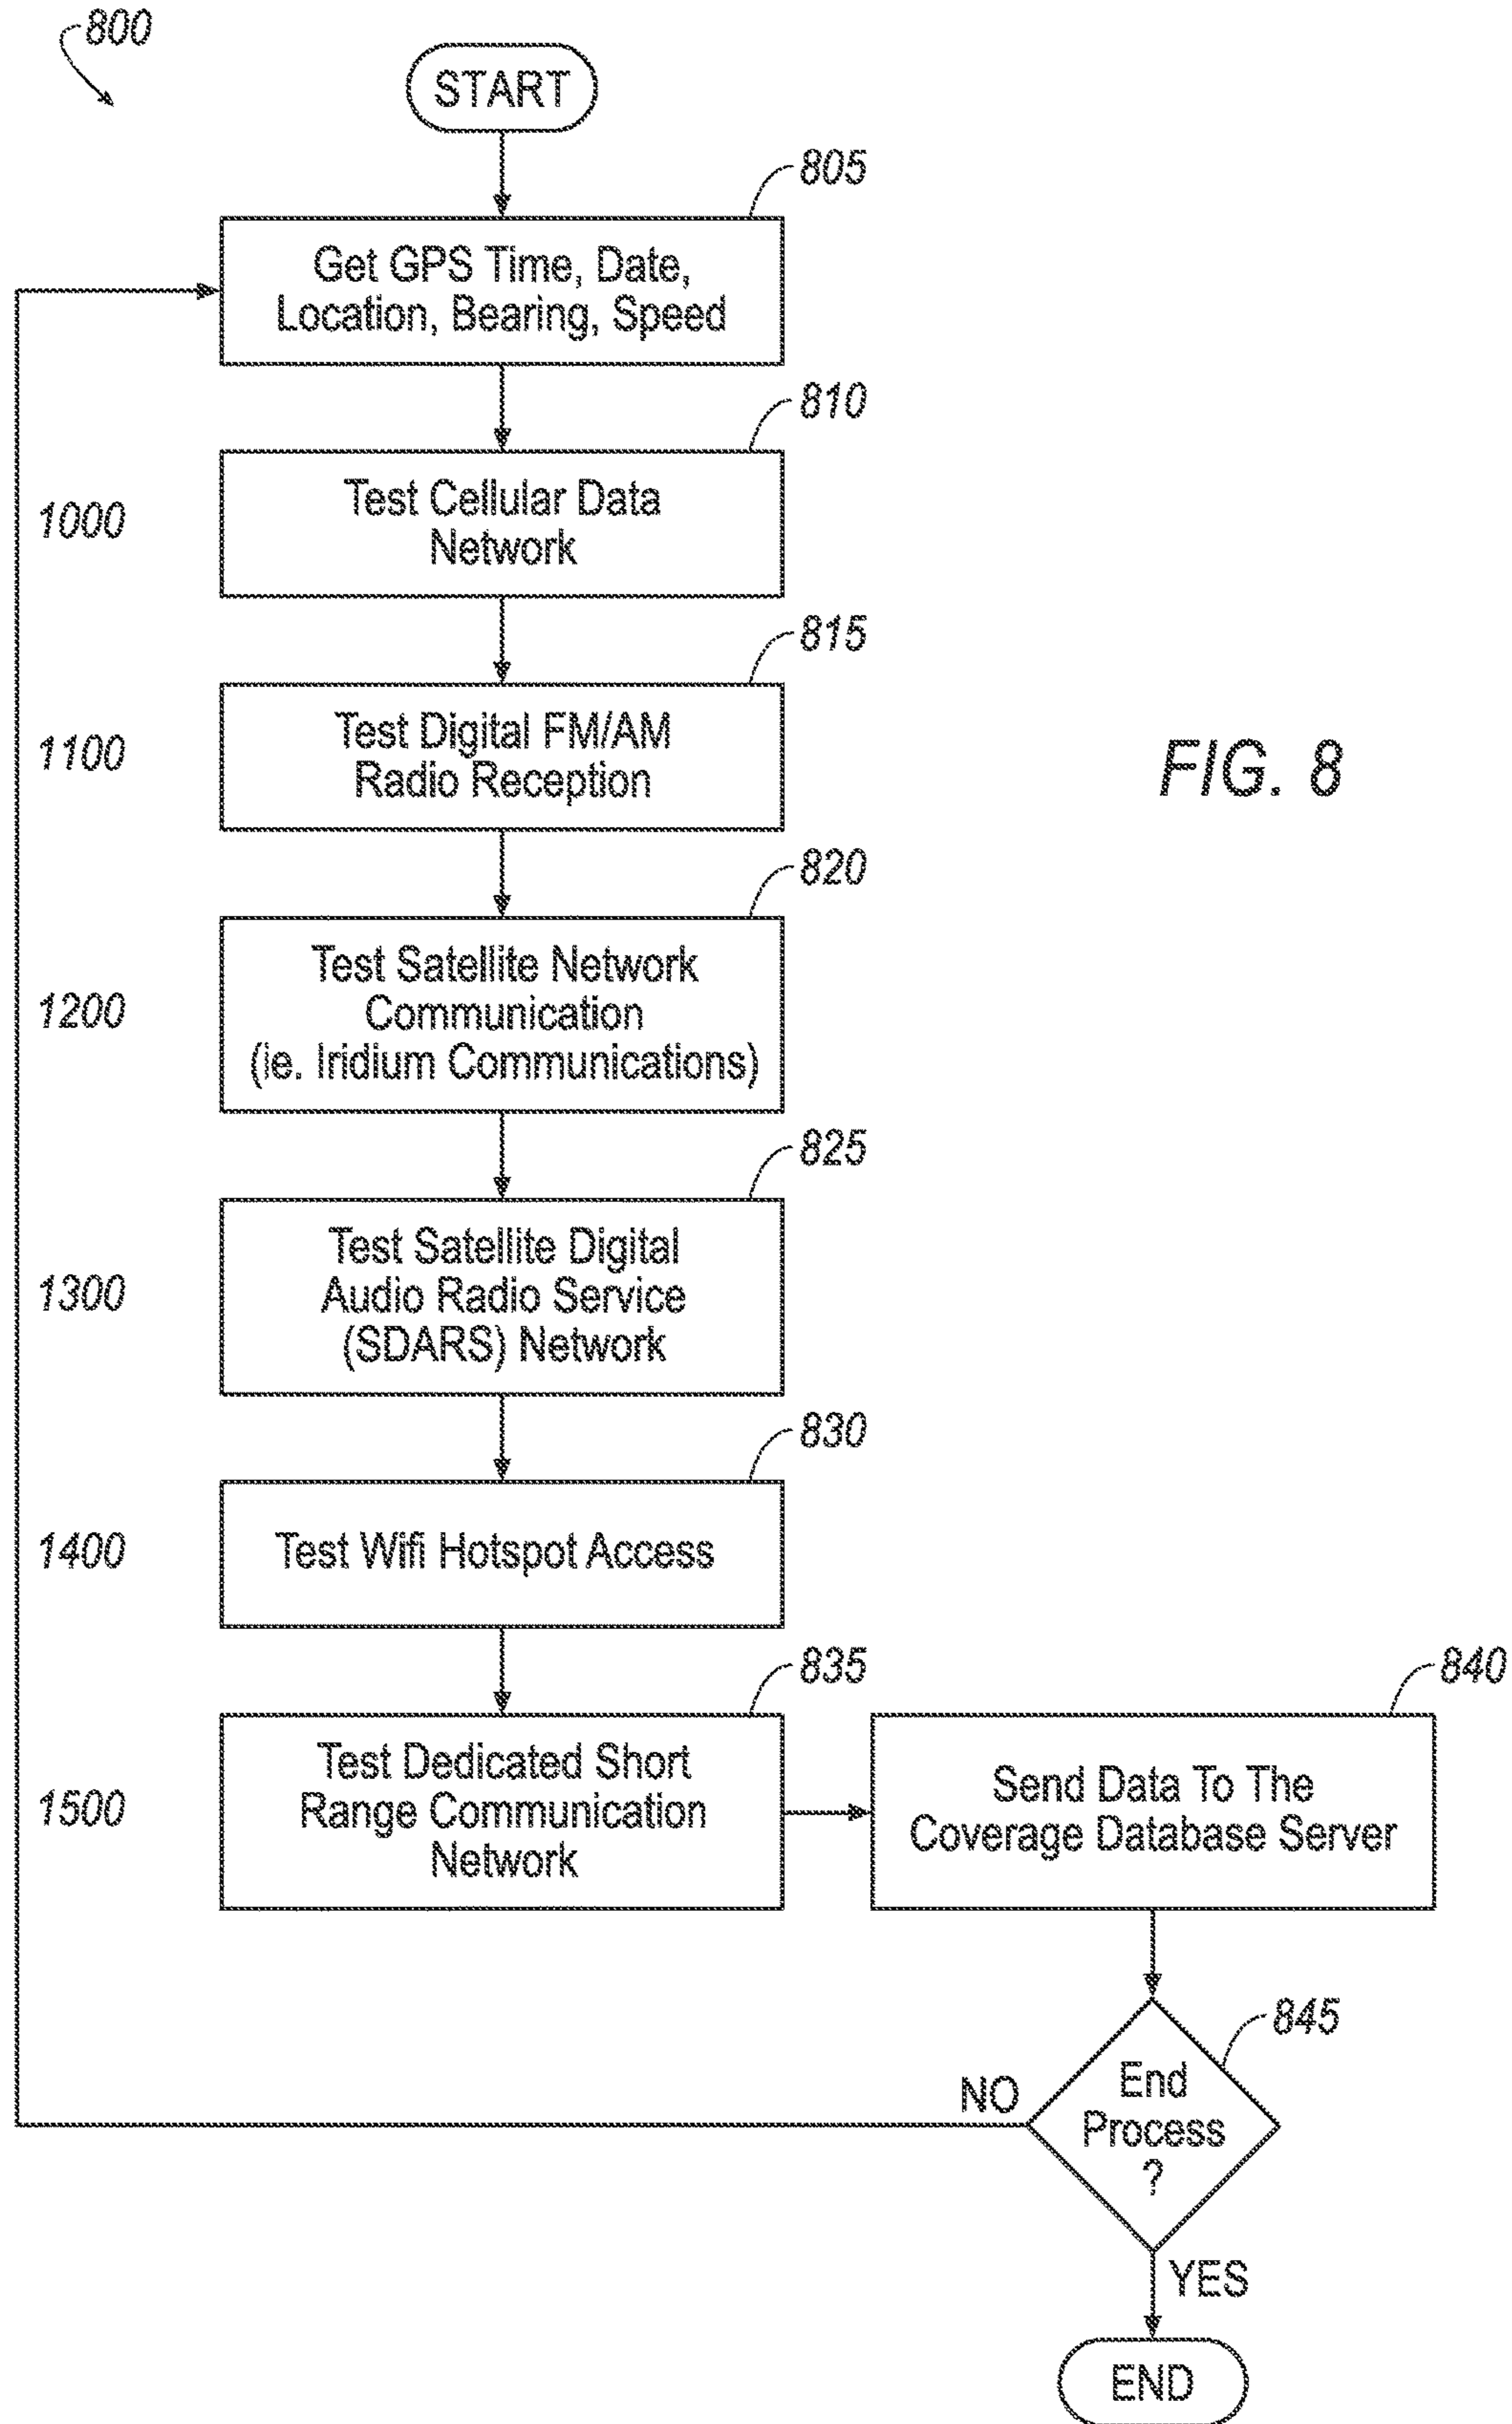 800
START
805
Get GPS Time, Date,
Location, Bearing, Speed
810
1000
Test Cellular Data
Network
815
1100
Test Digital FM/AM
Radio Reception
FIG. 8
820
1200
Test Satellite Network
Communication
(ie. Iridium Communications)
825
1300
Test Satellite Digital
Audio Radio Service
(SDARS) Network
830
1400
Test Wifi Hotspot Access
835
1500
Test Dedicated Short
Range Communication
Network
840
Send Data To The
Coverage Database Server
845
End
Process
?
NO
YES
END